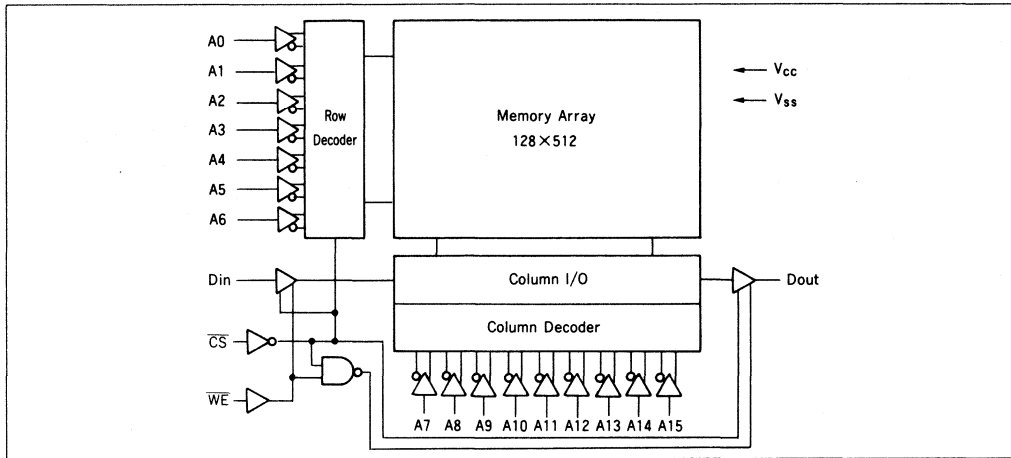 A0
A1
A2
A3
A4
A5
A6
Row
Decoder
Memory Array
128×512
Vcc
Vss
Din
Column I/O
Dout
Column Decoder
CS
WE
A7 A8 A9 A10 A11 A12 A13 A14 A15